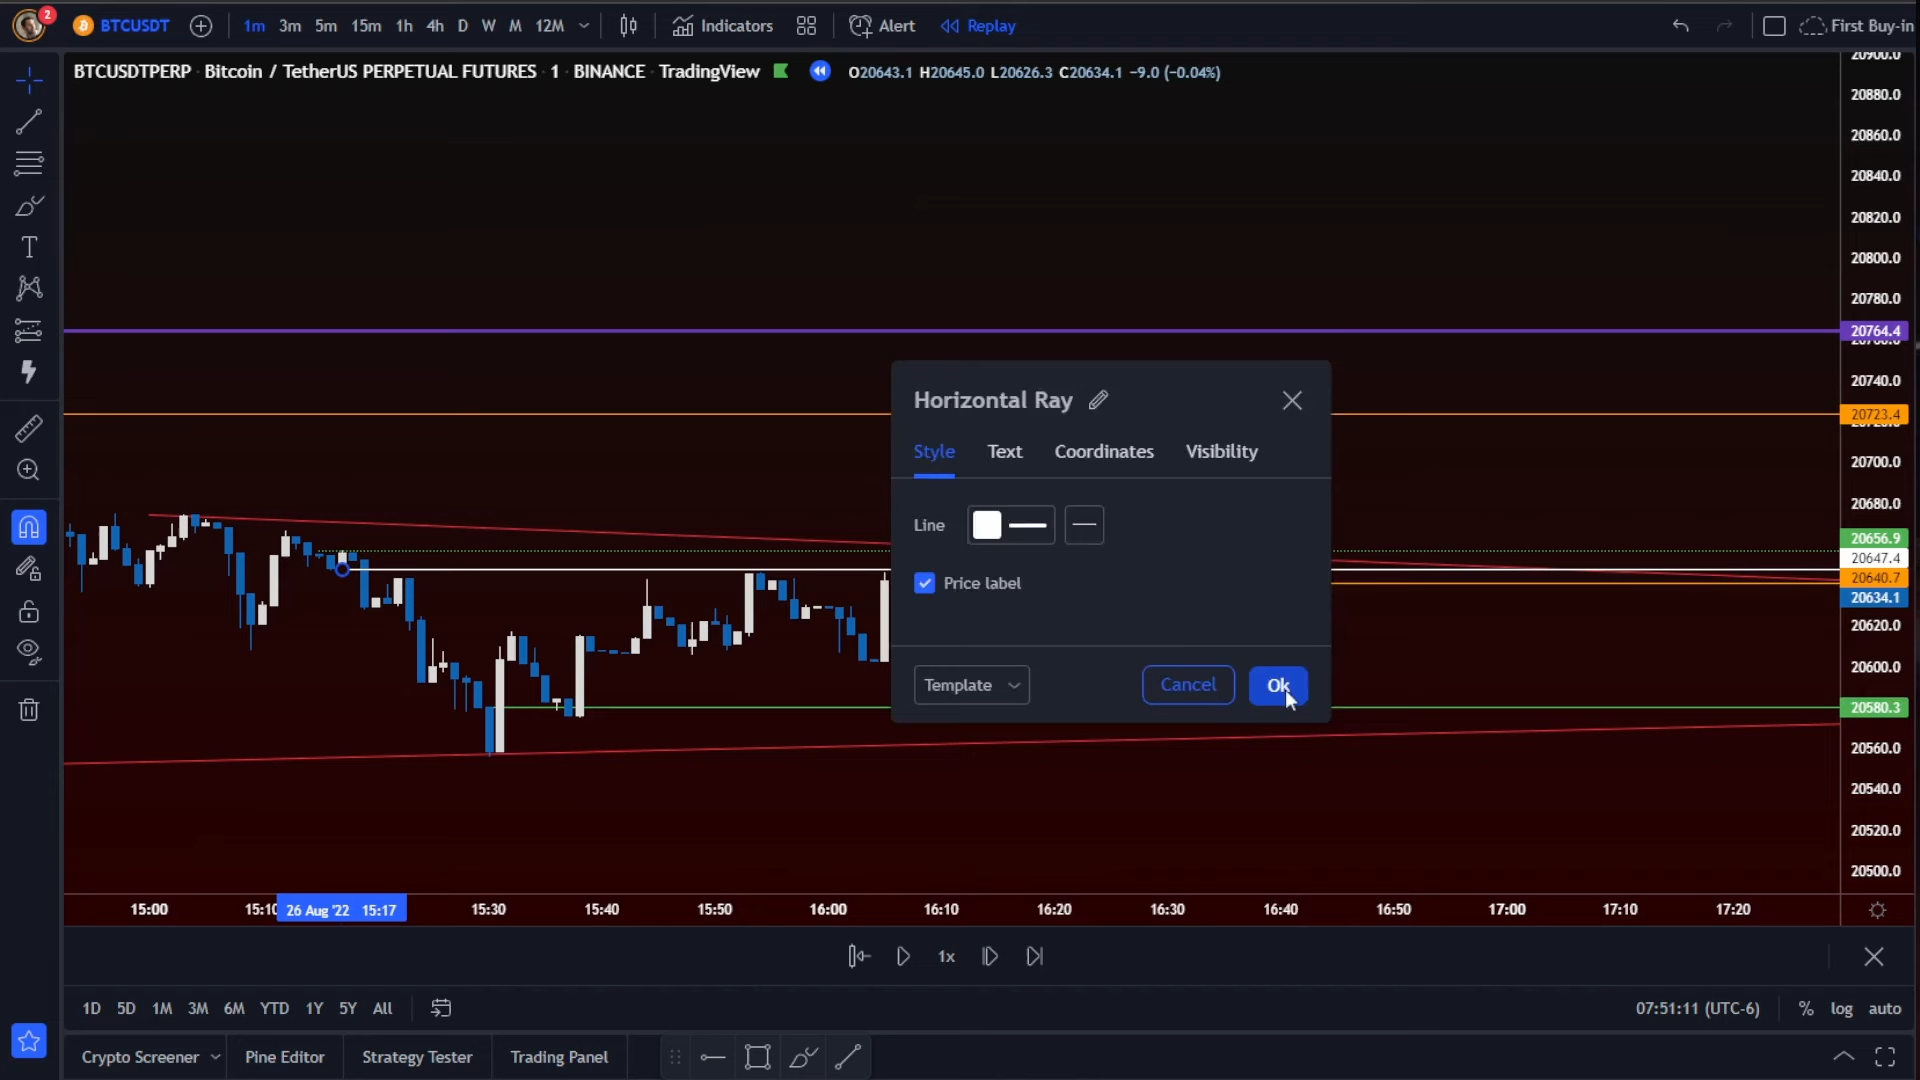 2
BTCUSDT
1m 3m 5m 15m 1h 4h D W M 12M
Indicators
Alert
Replay
First Buy-in
BTCUSDTPERP · Bitcoin / TetherUS PERPETUAL FUTURES · 1 · BINANCE · TradingView
O20643.1 H20645.0 L20626.3 C20634.1 −9.0 (−0.04%)
20900.0
20880.0
20860.0
20840.0
20820.0
20800.0
20780.0
20764.4
20740.0
20723.4
20700.0
20680.0
20656.9
20647.4
20640.7
20634.1
20620.0
20600.0
20580.3
20560.0
20540.0
20520.0
20500.0
Horizontal Ray
Style Text Coordinates Visibility
Line
Price label
Template
Cancel
Ok
15:00
15:10
26 Aug '22 15:17
15:30 15:40 15:50 16:00 16:10 16:20 16:30 16:40 16:50 17:00 17:10 17:20
1x
1D 5D 1M 3M 6M YTD 1Y 5Y All
07:51:11 (UTC-6)
% log auto
Crypto Screener
Pine Editor
Strategy Tester
Trading Panel